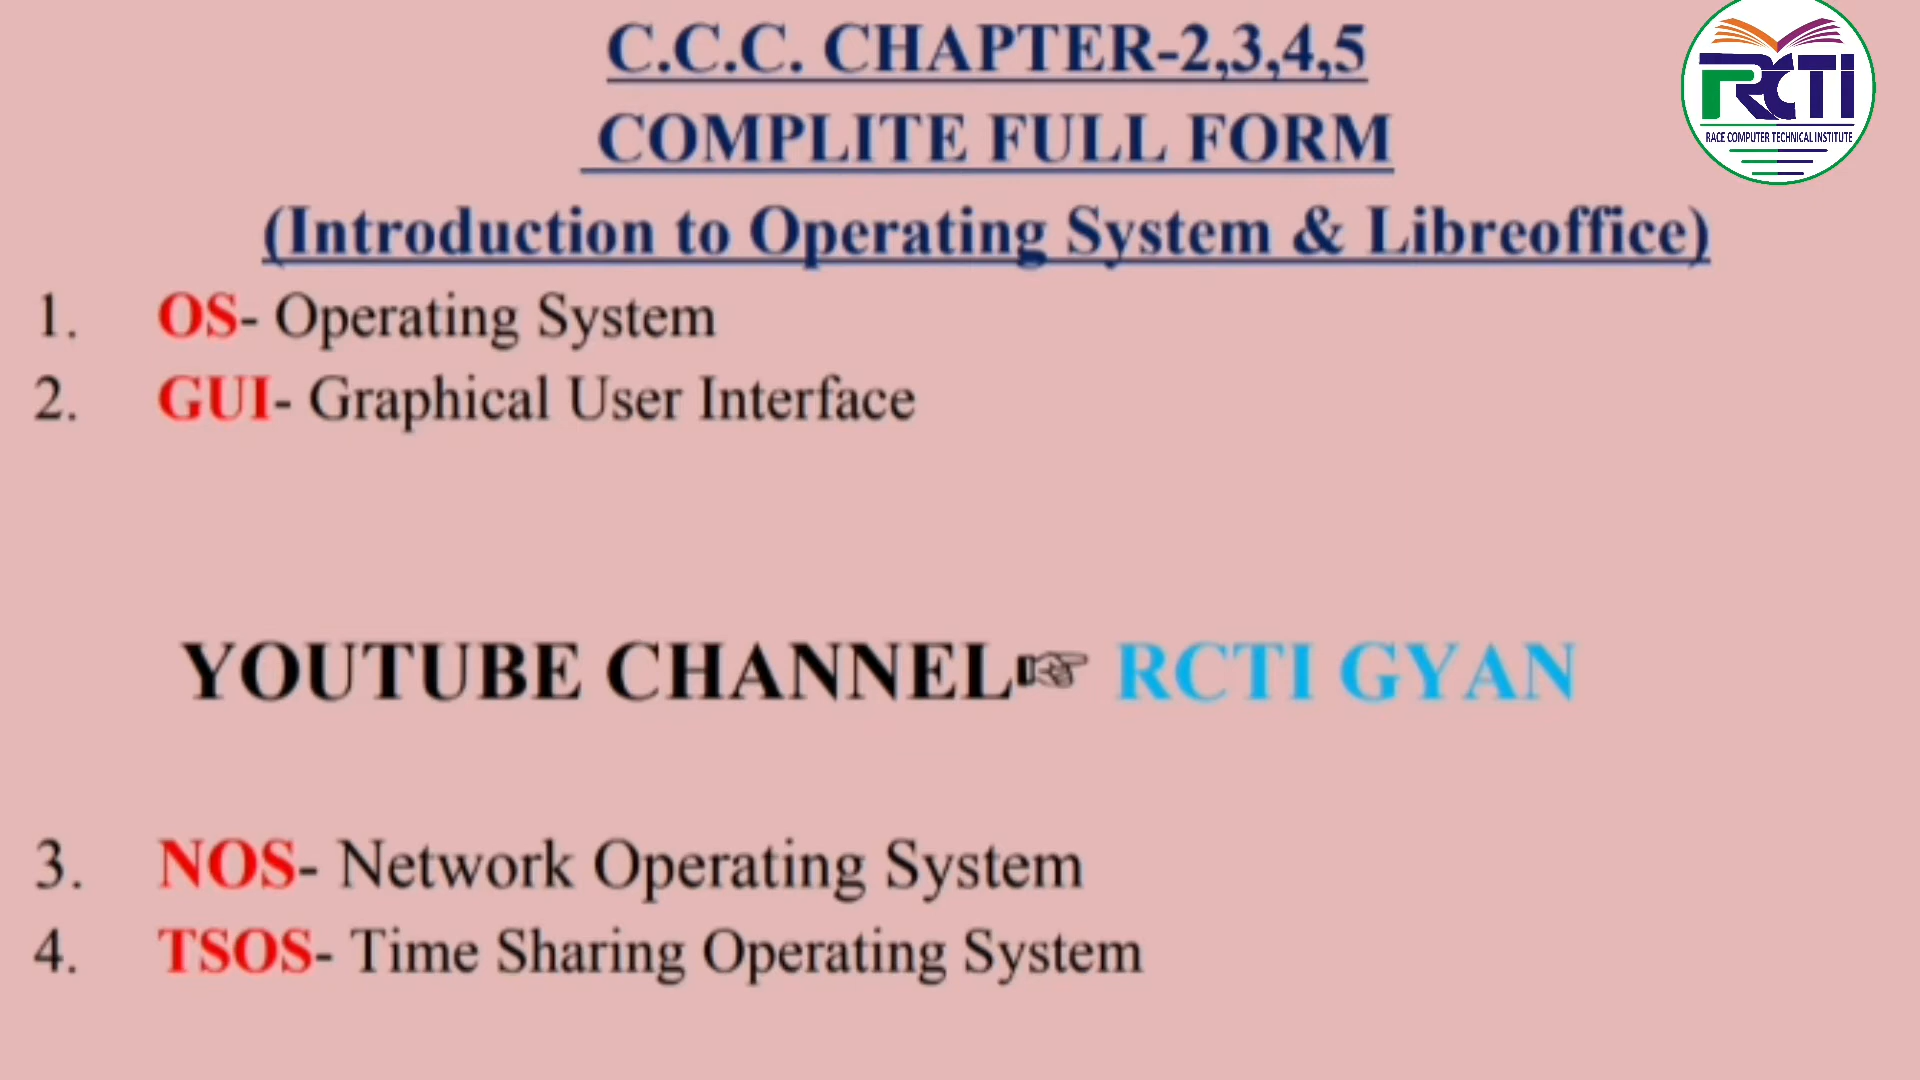 C.C.C. CHAPTER-2,3,4,5
COMPLITE FULL FORM
(Introduction to Operating System & Libreoffice)
RCTI
RACE COMPUTER TECHNICAL INSTITUTE
1. OS- Operating System
2. GUI- Graphical User Interface
YOUTUBE CHANNEL☞ RCTI GYAN
3. NOS- Network Operating System
4. TSOS- Time Sharing Operating System